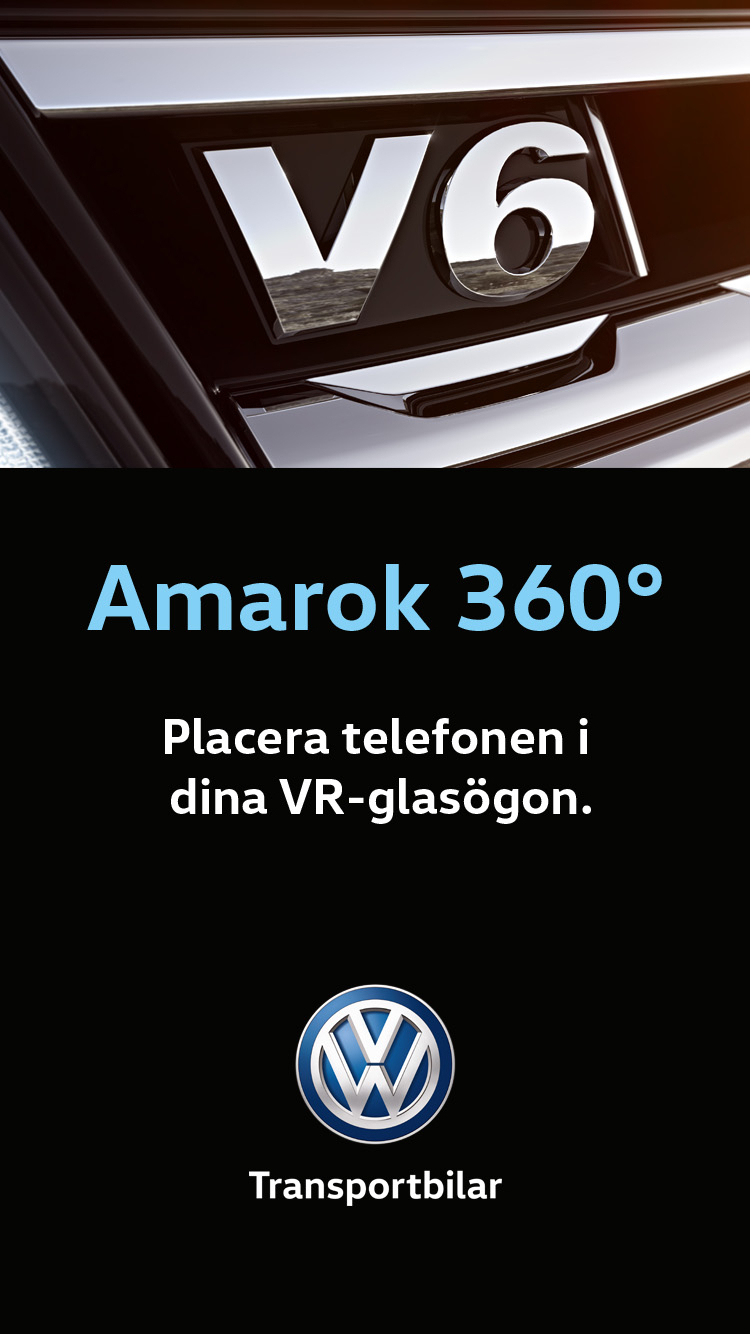 V6
Amarok 360°
Placera telefonen i
dina VR-glasögon.
Transportbilar